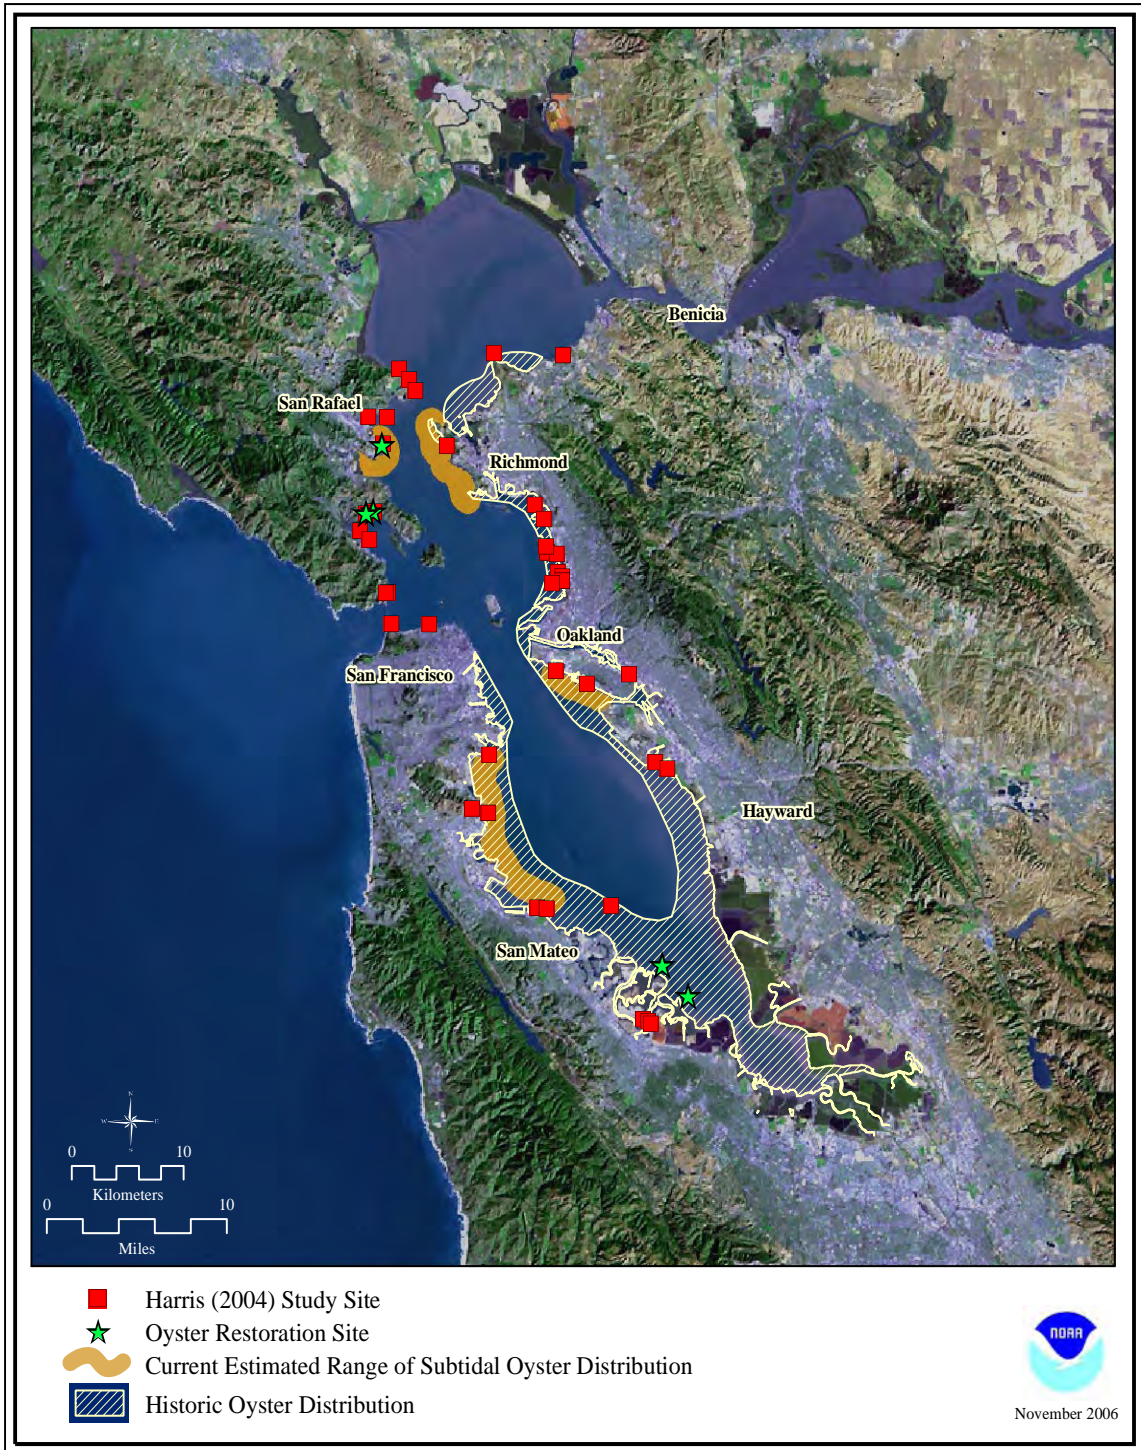 Benicia
San Rafael
Richmond
Oakland
San Francisco
Hayward
San Mateo
N
W E
S
0 10
Kilometers
0 10
Miles
Harris (2004) Study Site
Oyster Restoration Site
Current Estimated Range of Subtidal Oyster Distribution
Historic Oyster Distribution
NOAA
November 2006